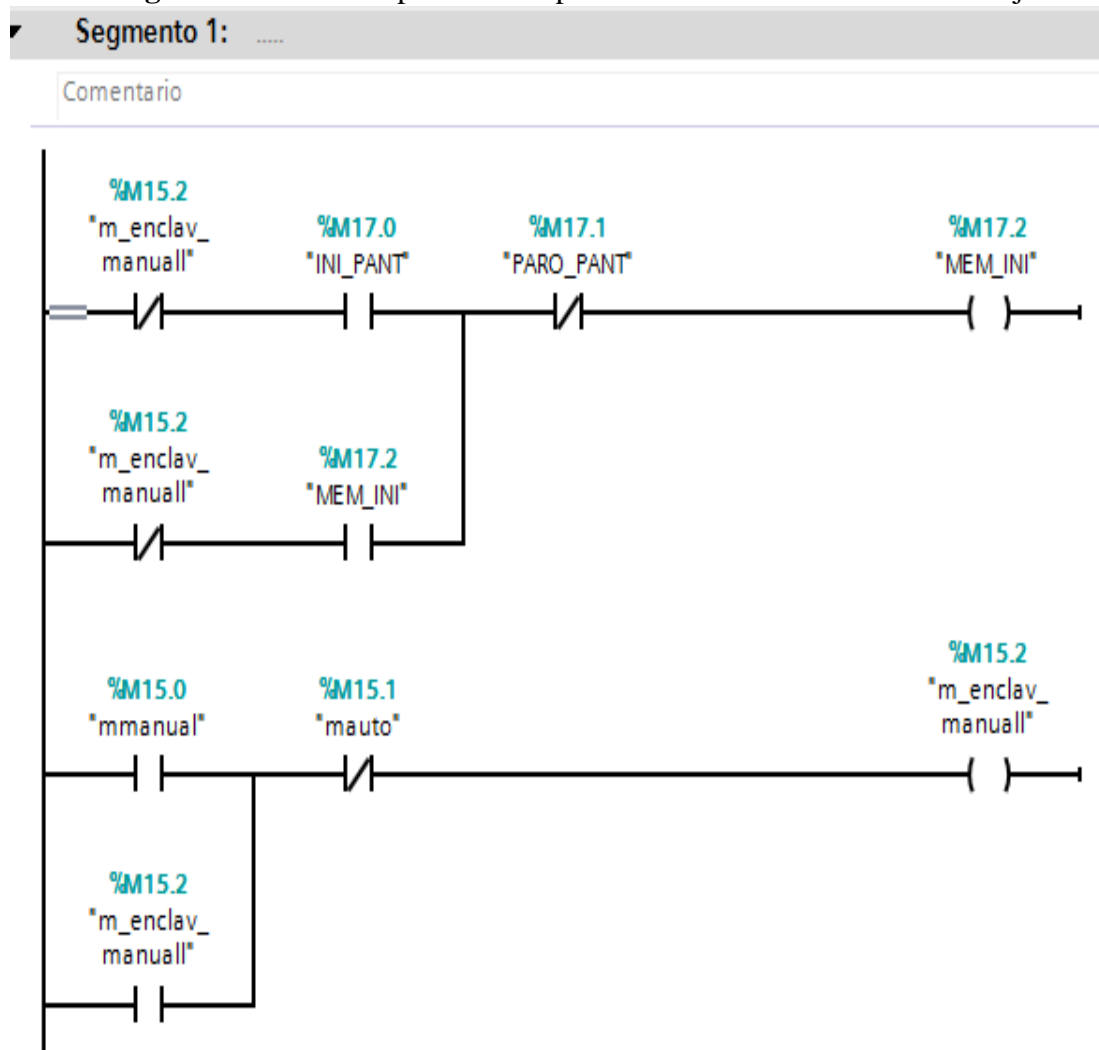 Segmento 1: .....
Comentario
%M15.2
"m_enclav_
manuall"
%M17.0
"INI_PANT"
%M17.1
"PARO_PANT"
%M17.2
"MEM_INI"
%M15.2
"m_enclav_
manuall"
%M17.2
"MEM_INI"
%M15.0
"mmanual"
%M15.1
"mauto"
%M15.2
"m_enclav_
manuall"
%M15.2
"m_enclav_
manuall"